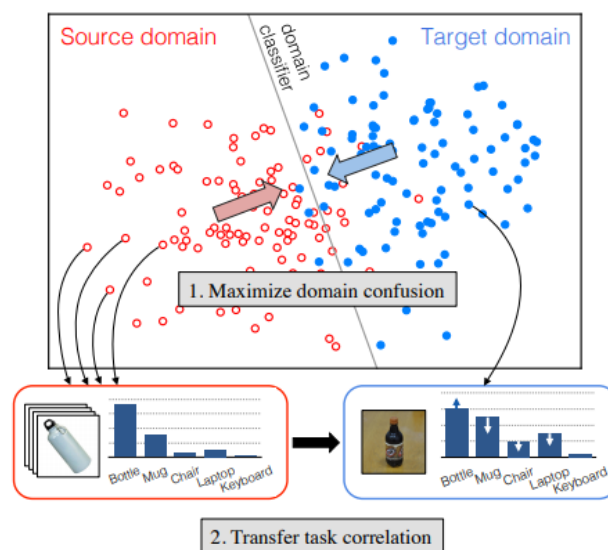 Source domain
domain
classifier
Target domain
1. Maximize domain confusion
Bottle
Mug
Chair
Laptop
Keyboard
Bottle
Mug
Chair
Laptop
Keyboard
2. Transfer task correlation